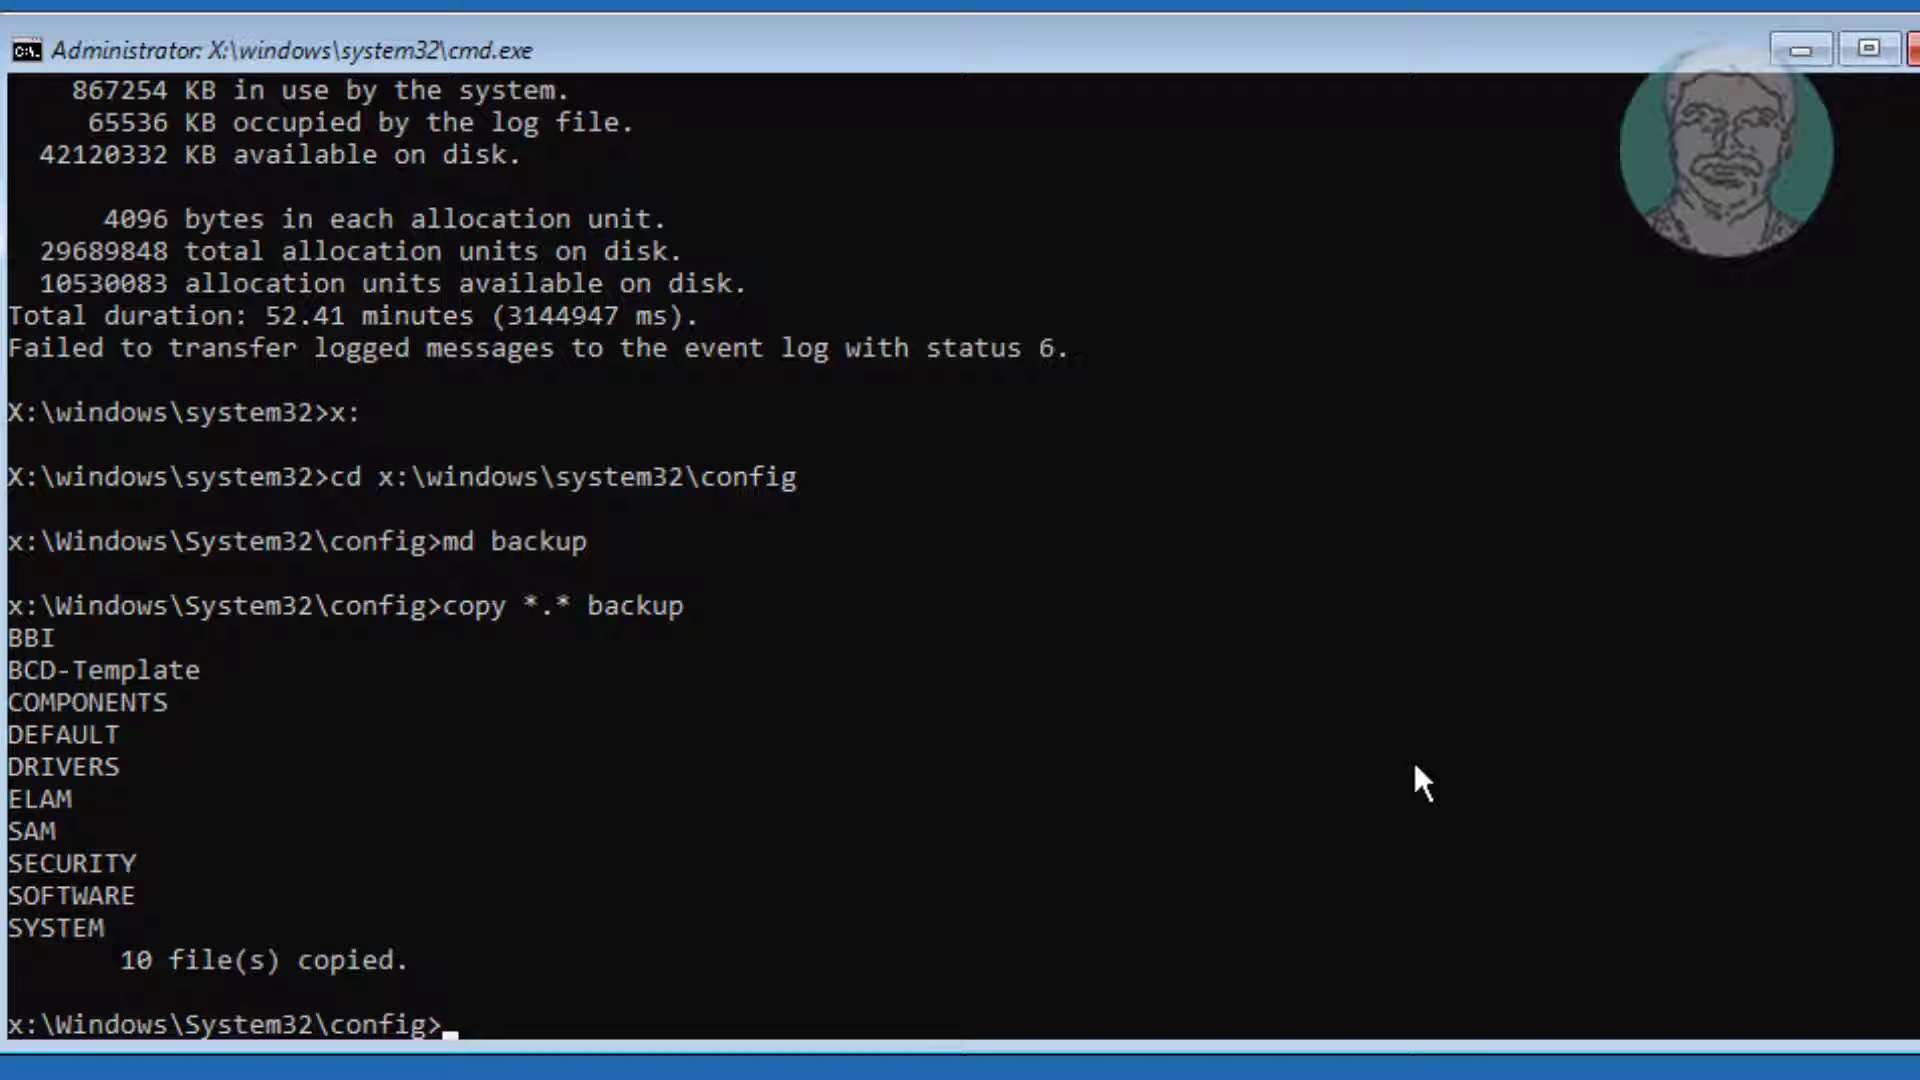 Administrator: X:\windows\system32\cmd.exe
867254 KB in use by the system.
65536 KB occupied by the log file.
42120332 KB available on disk.
4096 bytes in each allocation unit.
29689848 total allocation units on disk.
10530083 allocation units available on disk.
Total duration: 52.41 minutes (3144947 ms).
Failed to transfer logged messages to the event log with status 6.
X:\windows\system32>x:
X:\windows\system32>cd x:\windows\system32\config
x:\Windows\System32\config>md backup
x:\Windows\System32\config>copy *.* backup
BBI
BCD-Template
COMPONENTS
DEFAULT
DRIVERS
ELAM
SAM
SECURITY
SOFTWARE
SYSTEM
10 file(s) copied.
x:\Windows\System32\config>